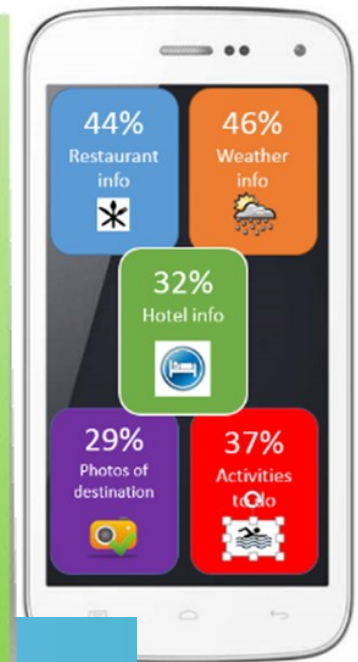 44%
Restaurant
info
46%
Weather
info
32%
Hotel info
29%
Photos of
destination
37%
Activities
to do